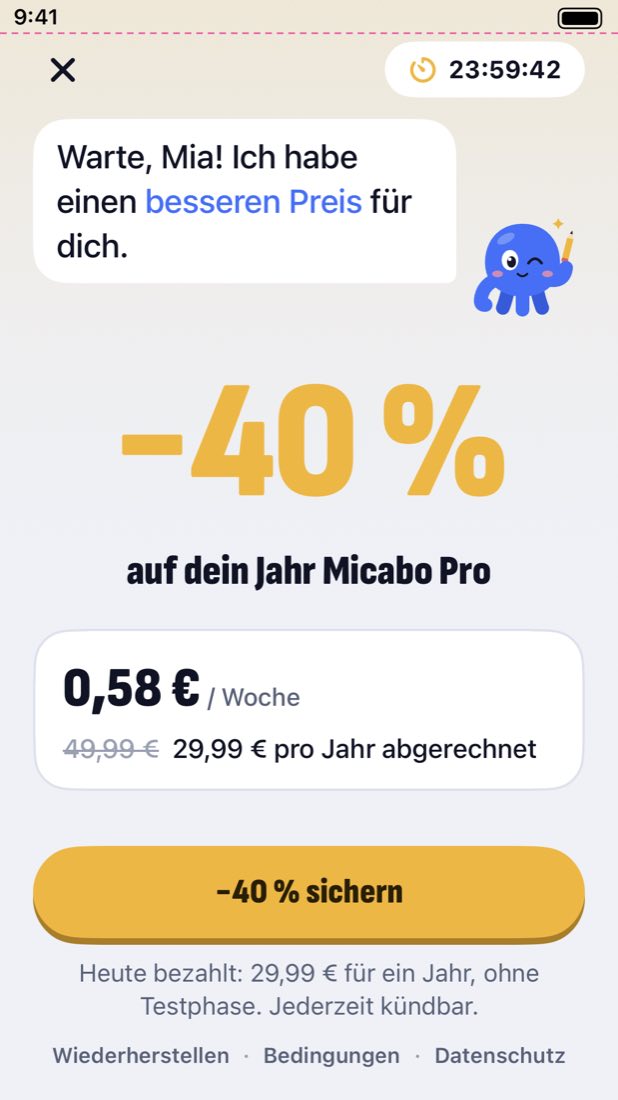 9:41
23:59:42
Warte, Mia! Ich habe
einen besseren Preis für
dich.
−40 %
auf dein Jahr Micabo Pro
0,58 € / Woche
49,99 € 29,99 € pro Jahr abgerechnet
−40 % sichern
Heute bezahlt: 29,99 € für ein Jahr, ohne
Testphase. Jederzeit kündbar.
Wiederherstellen · Bedingungen · Datenschutz